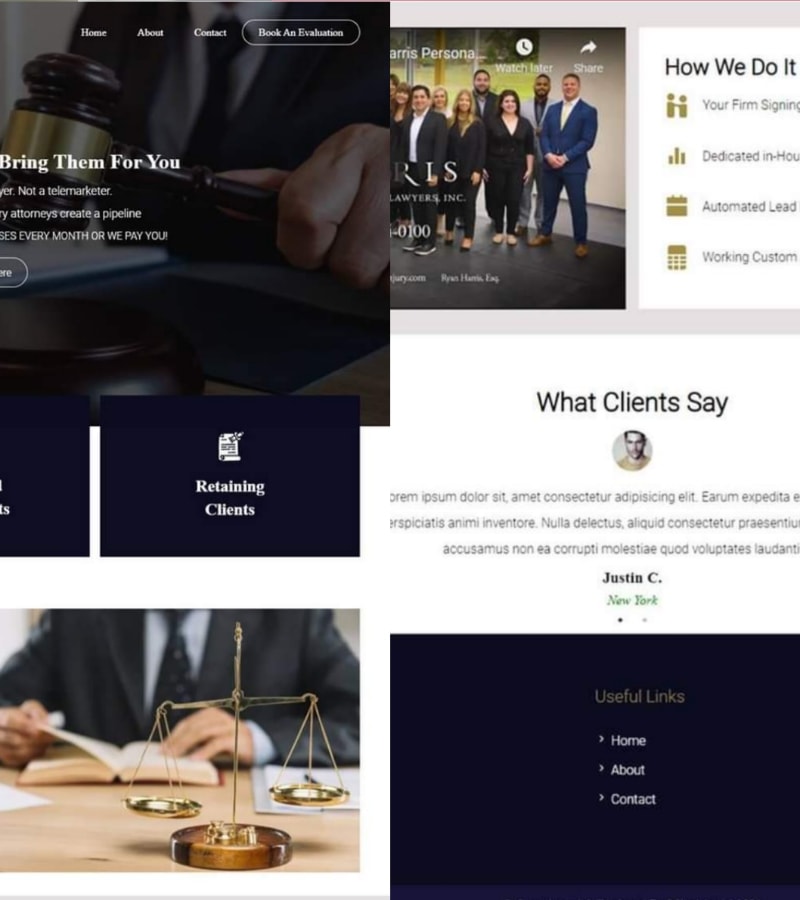 Home About Contact Book An Evaluation
Bring Them For You
yer. Not a telemarketer.
ry attorneys create a pipeline
SES EVERY MONTH OR WE PAY YOU!
ere
ts
Retaining
Clients
arris Persona...
Watch later Share
RIS
LAWYERS, INC.
-0100
jury.com Ryan Harris, Esq.
How We Do It
Your Firm Signing
Dedicated in-Hou
Automated Lead
Working Custom
What Clients Say
orem ipsum dolor sit, amet consectetur adipisicing elit. Earum expedita e
erspiciatis animi inventore. Nulla delectus, aliquid consectetur praesentiu
accusamus non ea corrupti molestiae quod voluptates laudanti
Justin C.
New York
Useful Links
Home
About
Contact